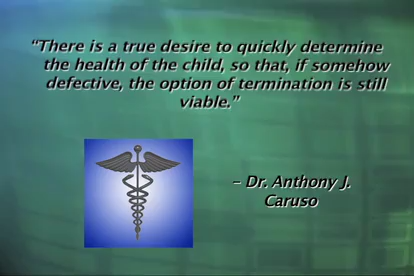 “There is a true desire to quickly determine
the health of the child, so that, if somehow
defective, the option of termination is still
viable.”
– Dr. Anthony J.
Caruso